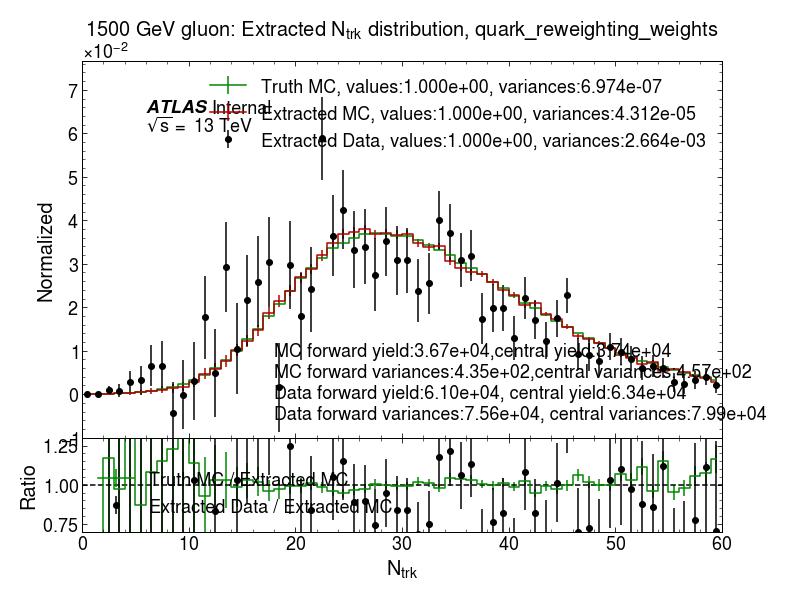 1500 GeV gluon: Extracted N_trk distribution, quark_reweighting_weights
×10⁻²
Truth MC, values:1.000e+00, variances:6.974e-07
ATLAS Internal
Extracted MC, values:1.000e+00, variances:4.312e-05
√s = 13 TeV
Extracted Data, values:1.000e+00, variances:2.664e-03
7
6
5
4
3
2
1
0
Normalized
MC forward yield:3.67e+04,central yield:3.74e+04
MC forward variances:4.35e+02,central variances:4.57e+02
Data forward yield:6.10e+04, central yield:6.34e+04
Data forward variances:7.56e+04, central variances:7.99e+04
1.25
1.00
0.75
Ratio
Truth MC / Extracted MC
Extracted Data / Extracted MC
0 10 20 30 40 50 60
N_trk